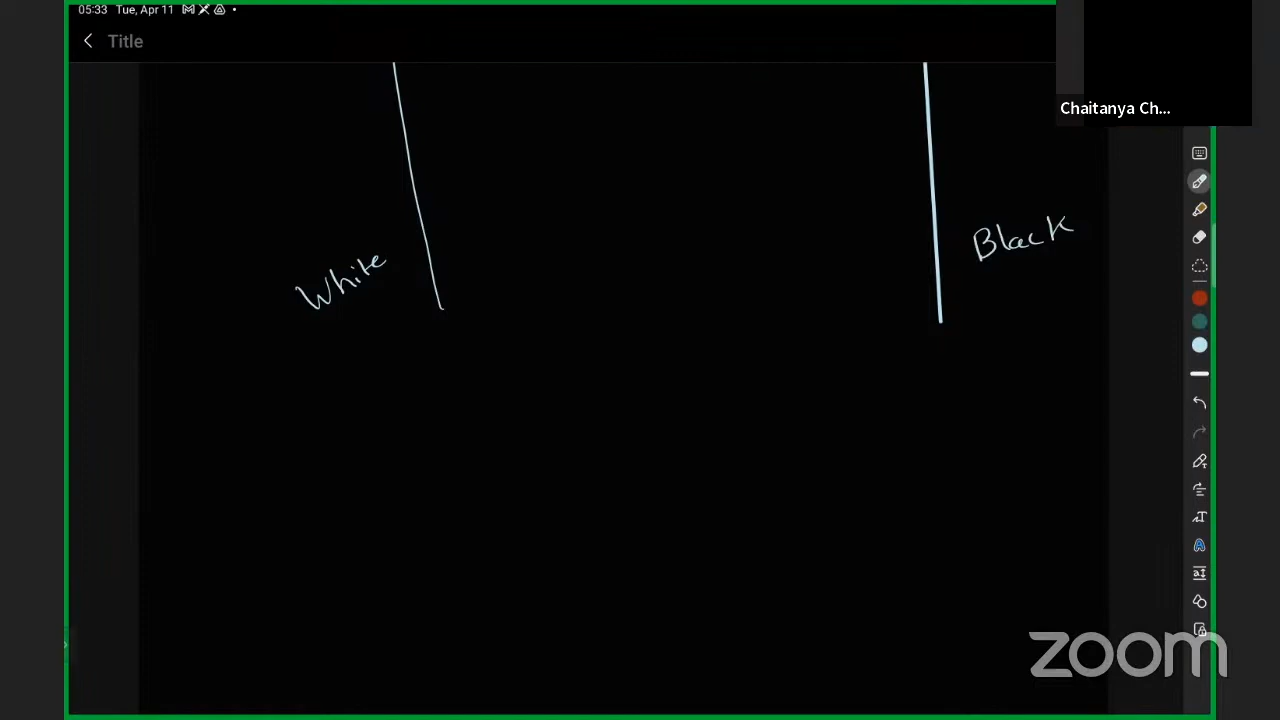 05:33 Tue, Apr 11
Title
Chaitanya Ch...
Black
White
zoom